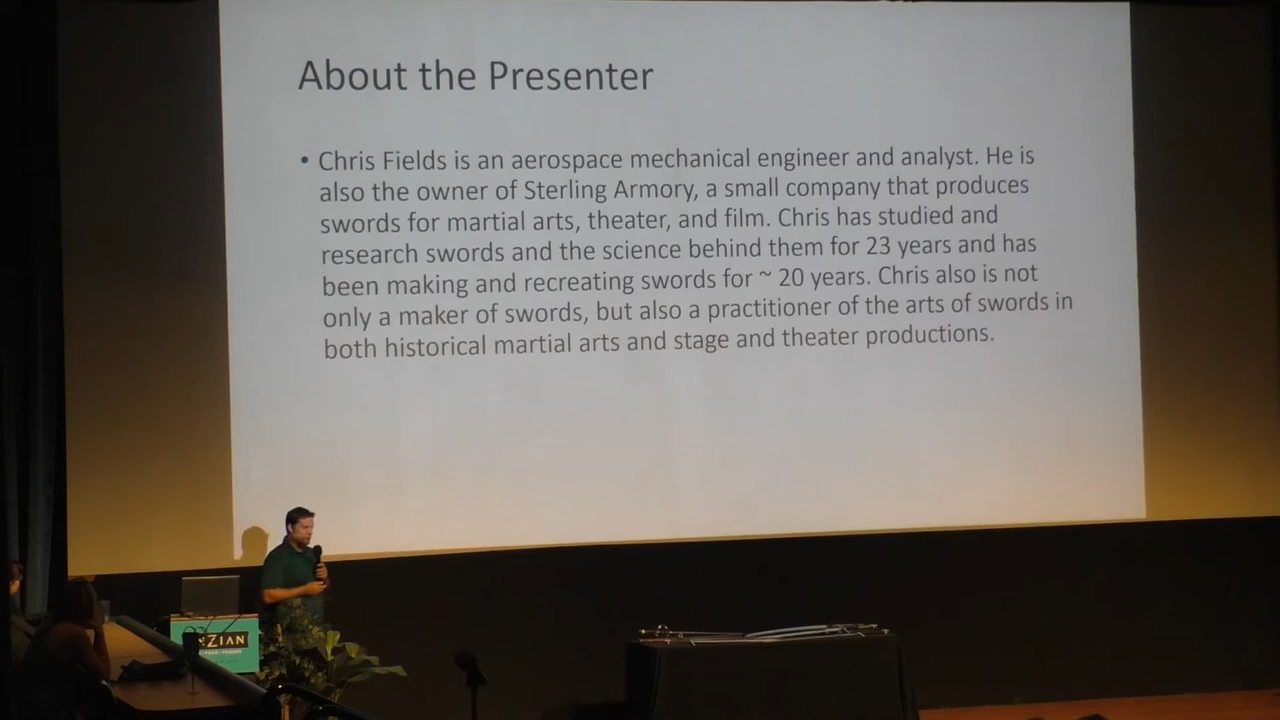 About the Presenter
• Chris Fields is an aerospace mechanical engineer and analyst. He is
also the owner of Sterling Armory, a small company that produces
swords for martial arts, theater, and film. Chris has studied and
research swords and the science behind them for 23 years and has
been making and recreating swords for ~ 20 years. Chris also is not
only a maker of swords, but also a practitioner of the arts of swords in
both historical martial arts and stage and theater productions.
ZIAN